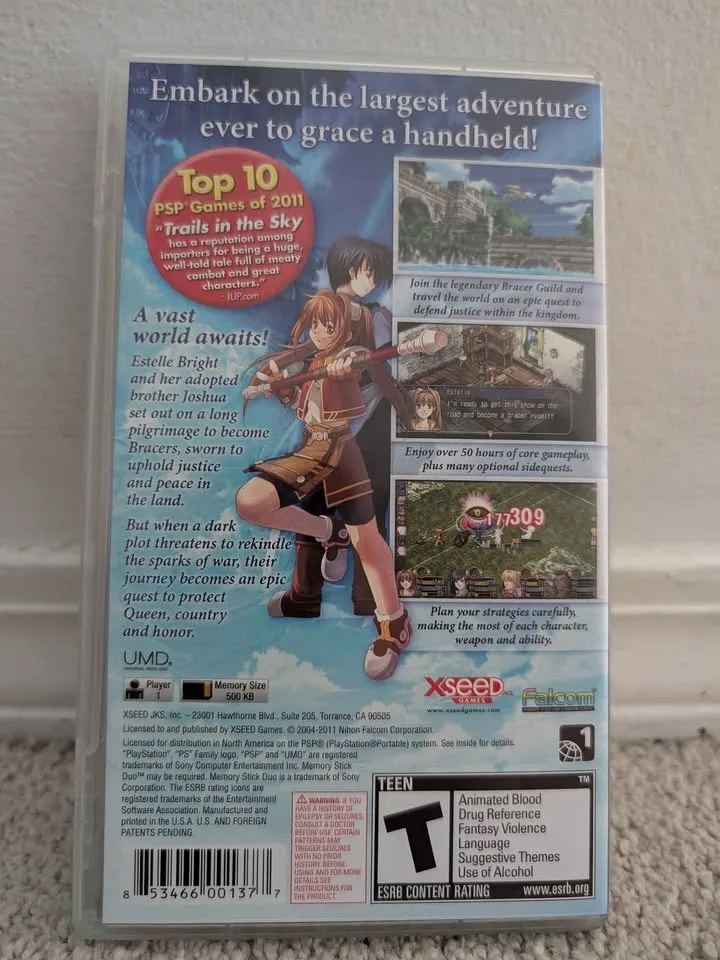 Embark on the largest adventure
ever to grace a handheld!
Top 10
PSP® Games of 2011
"Trails in the Sky
has a reputation among
importers for being a huge,
well-told tale full of meaty
combat and great
characters."
- 1UP.com
A vast
world awaits!
Estelle Bright
and her adopted
brother Joshua
set out on a long
pilgrimage to become
Bracers, sworn to
uphold justice
and peace in
the land.
But when a dark
plot threatens to rekindle
the sparks of war, their
journey becomes an epic
quest to protect
Queen, country
and honor.
Join the legendary Bracer Guild and
travel the world on an epic quest to
defend justice within the kingdom.
Estelle
I'm ready to get this show on the
road and become a bracer myself!
Enjoy over 50 hours of core gameplay,
plus many optional sidequests.
177309
Plan your strategies carefully,
making the most of each character,
weapon and ability.
UMD®
UNIVERSAL MEDIA DISC
Player
1
Memory Size
500 KB
XSEED JKS, Inc.
GAMES
www.xseedgames.com
Falcom
XSEED JKS, Inc. – 23001 Hawthorne Blvd., Suite 205, Torrance, CA 90505
Licensed to and published by XSEED Games. © 2004-2011 Nihon Falcom Corporation.
Licensed for distribution in North America on the PSP® (PlayStation®Portable) system. See inside for details.
"PlayStation", "PS" Family logo, "PSP" and "UMD" are registered
trademarks of Sony Computer Entertainment Inc. Memory Stick
Duo™ may be required. Memory Stick Duo is a trademark of Sony
Corporation. The ESRB rating icons are
registered trademarks of the Entertainment
Software Association. Manufactured and
printed in the U.S.A. U.S. AND FOREIGN
PATENTS PENDING.
1
WARNING: IF YOU
HAVE A HISTORY OF
EPILEPSY OR SEIZURES,
CONSULT A DOCTOR
BEFORE USE. CERTAIN
PATTERNS MAY
TRIGGER SEIZURES
WITH NO PRIOR
HISTORY. BEFORE
USING AND FOR MORE
DETAILS SEE
INSTRUCTIONS FOR
THE PRODUCT.
TEEN
TM
T
Animated Blood
Drug Reference
Fantasy Violence
Language
Suggestive Themes
Use of Alcohol
ESRB CONTENT RATING www.esrb.org
8 53466 00137 7